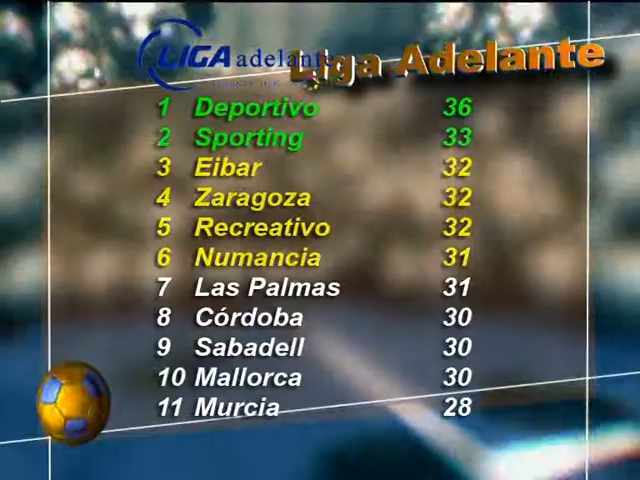 LIGA adelante
Liga Adelante
1 Deportivo 36
2 Sporting 33
3 Eibar 32
4 Zaragoza 32
5 Recreativo 32
6 Numancia 31
7 Las Palmas 31
8 Córdoba 30
9 Sabadell 30
10 Mallorca 30
11 Murcia 28